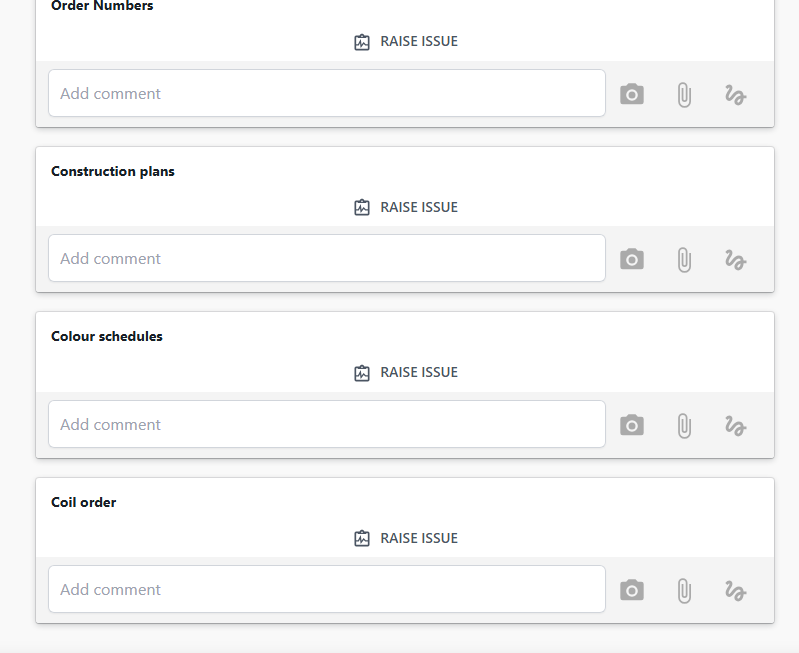 Order Numbers
RAISE ISSUE
Add comment
Construction plans
RAISE ISSUE
Add comment
Colour schedules
RAISE ISSUE
Add comment
Coil order
RAISE ISSUE
Add comment